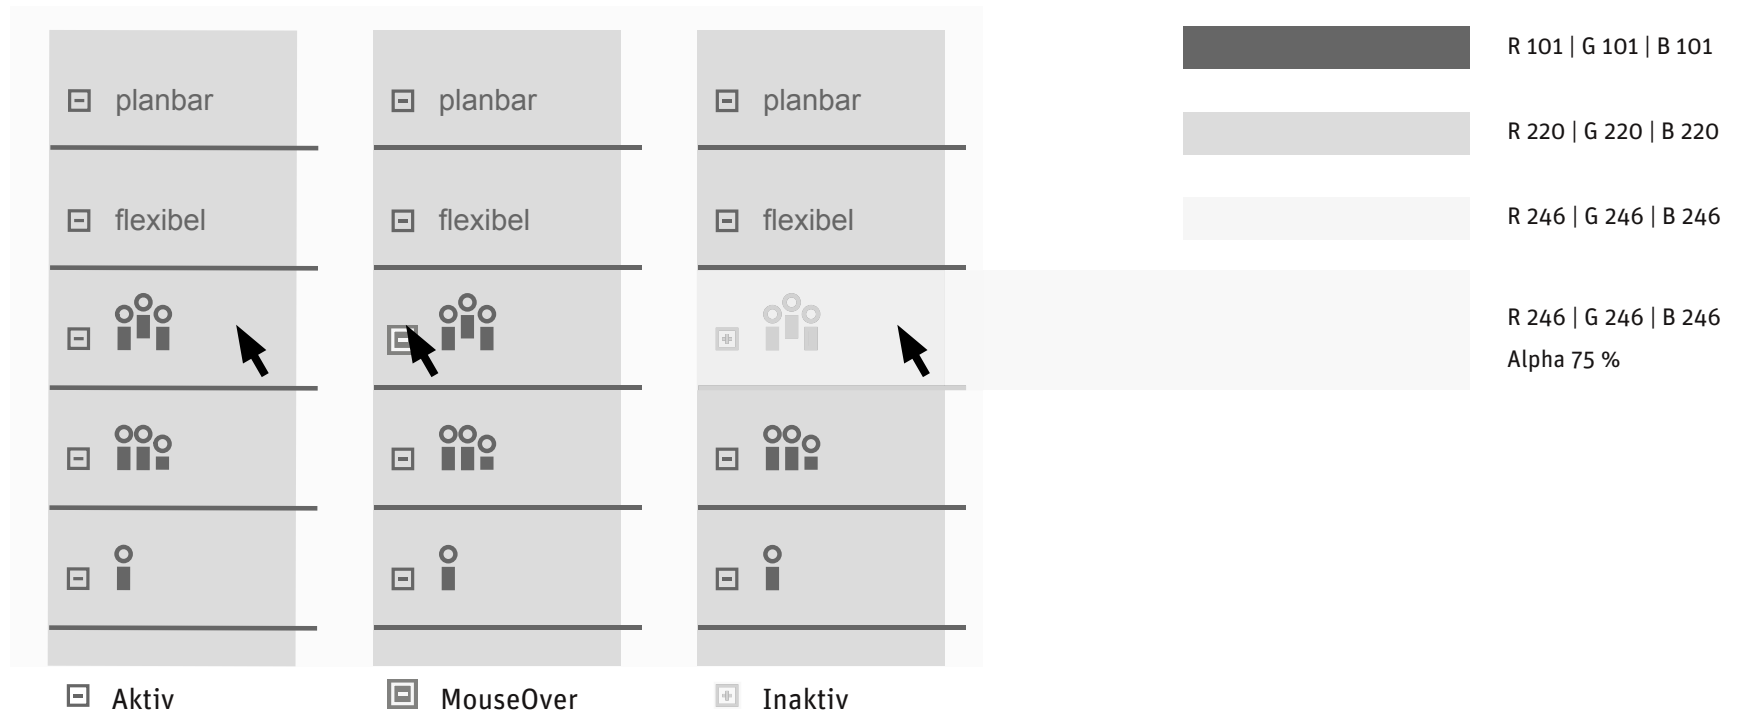 planbar
planbar
planbar
flexibel
flexibel
flexibel
Aktiv
MouseOver
Inaktiv
R 101 | G 101 | B 101
R 220 | G 220 | B 220
R 246 | G 246 | B 246
R 246 | G 246 | B 246
Alpha 75 %